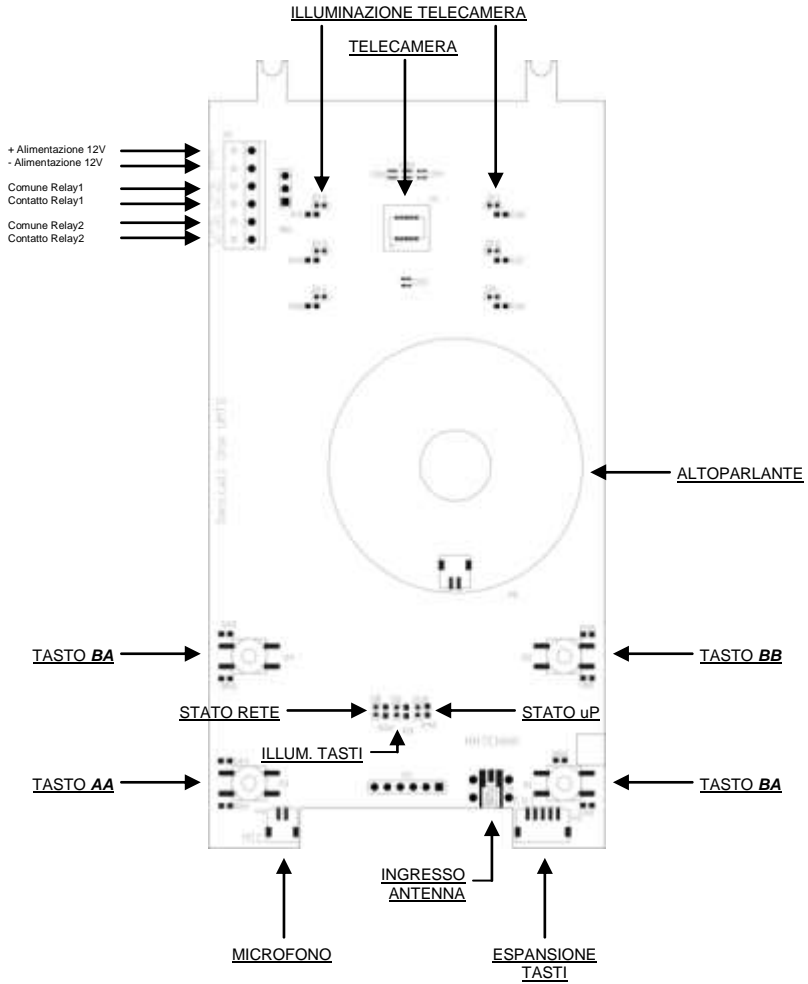 ILLUMINAZIONE TELECAMERA
TELECAMERA
+ Alimentazione 12V
- Alimentazione 12V
Comune Relay1
Contatto Relay1
Comune Relay2
Contatto Relay2
ALTOPARLANTE
TASTO BA
TASTO BB
STATO RETE
STATO uP
ILLUM. TASTI
ANTENNA
TASTO AA
TASTO BA
INGRESSO
ANTENNA
MICROFONO
ESPANSIONE
TASTI